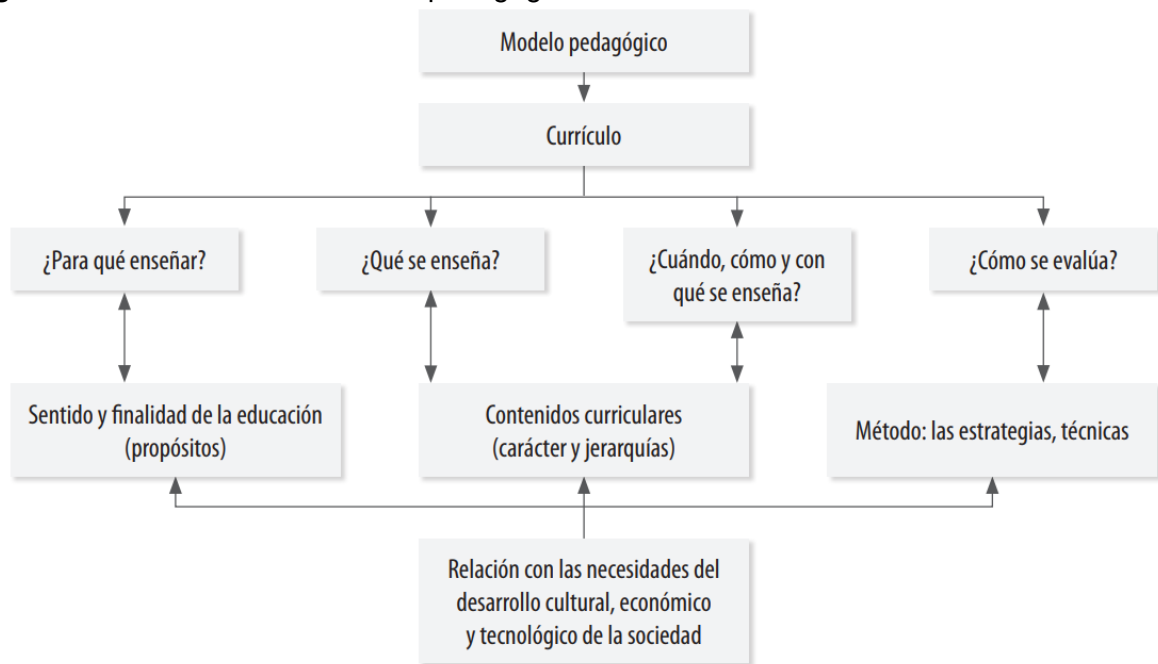 Modelo pedagógico
Currículo
¿Para qué enseñar?
¿Qué se enseña?
¿Cuándo, cómo y con
qué se enseña?
¿Cómo se evalúa?
Sentido y finalidad de la educación
(propósitos)
Contenidos curriculares
(carácter y jerarquías)
Método: las estrategias, técnicas
Relación con las necesidades del
desarrollo cultural, económico
y tecnológico de la sociedad